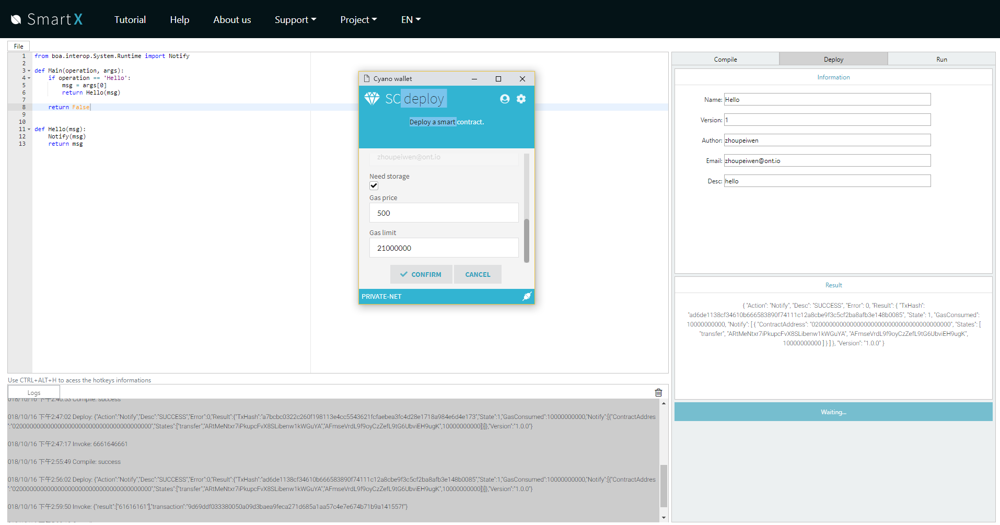 SmartX
Tutorial
Help
About us
Support
Project
EN
File
1 from boa.interop.System.Runtime import Notify
2
3 def Main(operation, args):
4 if operation == 'Hello':
5 msg = args[0]
6 return Hello(msg)
7
8 return False
9
10
11 def Hello(msg):
12 Notify(msg)
13 return msg
Cyano wallet
SC deploy
Deploy a smart contract.
zhoupeiwen@ont.io
Need storage
Gas price
500
Gas limit
21000000
CONFIRM
CANCEL
PRIVATE-NET
Compile
Deploy
Run
Information
Name: Hello
Version: 1
Author: zhoupeiwen
Email: zhoupeiwen@ont.io
Desc: hello
Result
{ "Action": "Notify", "Desc": "SUCCESS", "Error": 0, "Result": { "TxHash":
"ad6de1138cf34610b666583890f74111c12a8cbe9f3c5cf2ba8afb3e148b0085", "State": 1, "GasConsumed":
10000000000, "Notify": [ { "ContractAddress": "0200000000000000000000000000000000000000", "States": [
"transfer", "ARtMeNtxr7iPkupcFvX8SLibenw1kWGuYA", "AFmseVrdL9f9oyCzZefL9tG6UbviEH9ugK",
10000000000 ] } ] }, "Version": "1.0.0" }
Waiting...
Use CTRL+ALT+H to acess the hotkeys informations
Logs
018/10/16 下午2:46:53 Compile: success
018/10/16 下午2:47:02 Deploy: {"Action":"Notify","Desc":"SUCCESS","Error":0,"Result":{"TxHash":"a7bcbc0322c260f198113e4cc5543621fcfaebea3fc4d28e1718a984e6d4e173","State":1,"GasConsumed":10000000000,"Notify":[{"ContractAddres
":"0200000000000000000000000000000000000000","States":["transfer","ARtMeNtxr7iPkupcFvX8SLibenw1kWGuYA","AFmseVrdL9f9oyCzZefL9tG6UbviEH9ugK",10000000000]}]},"Version":"1.0.0"}
018/10/16 下午2:47:17 Invoke: 6661646661
018/10/16 下午2:55:49 Compile: success
018/10/16 下午2:56:02 Deploy: {"Action":"Notify","Desc":"SUCCESS","Error":0,"Result":{"TxHash":"ad6de1138cf34610b666583890f74111c12a8cbe9f3c5cf2ba8afb3e148b0085","State":1,"GasConsumed":10000000000,"Notify":[{"ContractAddres
":"0200000000000000000000000000000000000000","States":["transfer","ARtMeNtxr7iPkupcFvX8SLibenw1kWGuYA","AFmseVrdL9f9oyCzZefL9tG6UbviEH9ugK",10000000000]}]},"Version":"1.0.0"}
018/10/16 下午2:59:50 Invoke: {"result":["61616161"],"transaction":"9d69ddf033380050a09d3baea9feca271d685a1aa57c4e7e674b71b9a141557f"}